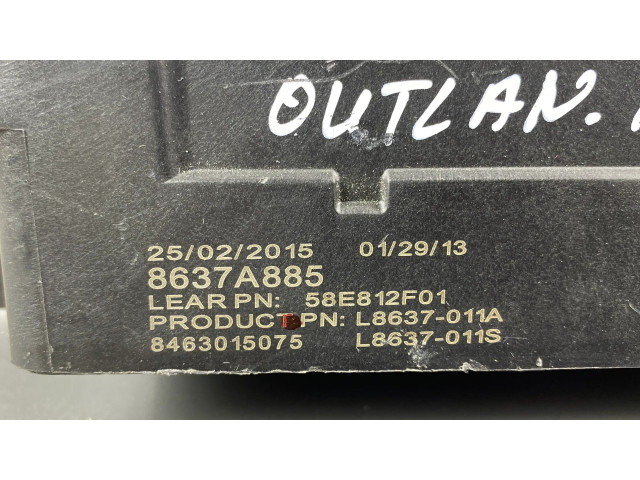 OUTLAN.
25/02/2015 01/29/13
8637A885
LEAR PN: 58E812F01
PRODUCT PN: L8637-011A
8463015075 L8637-011S